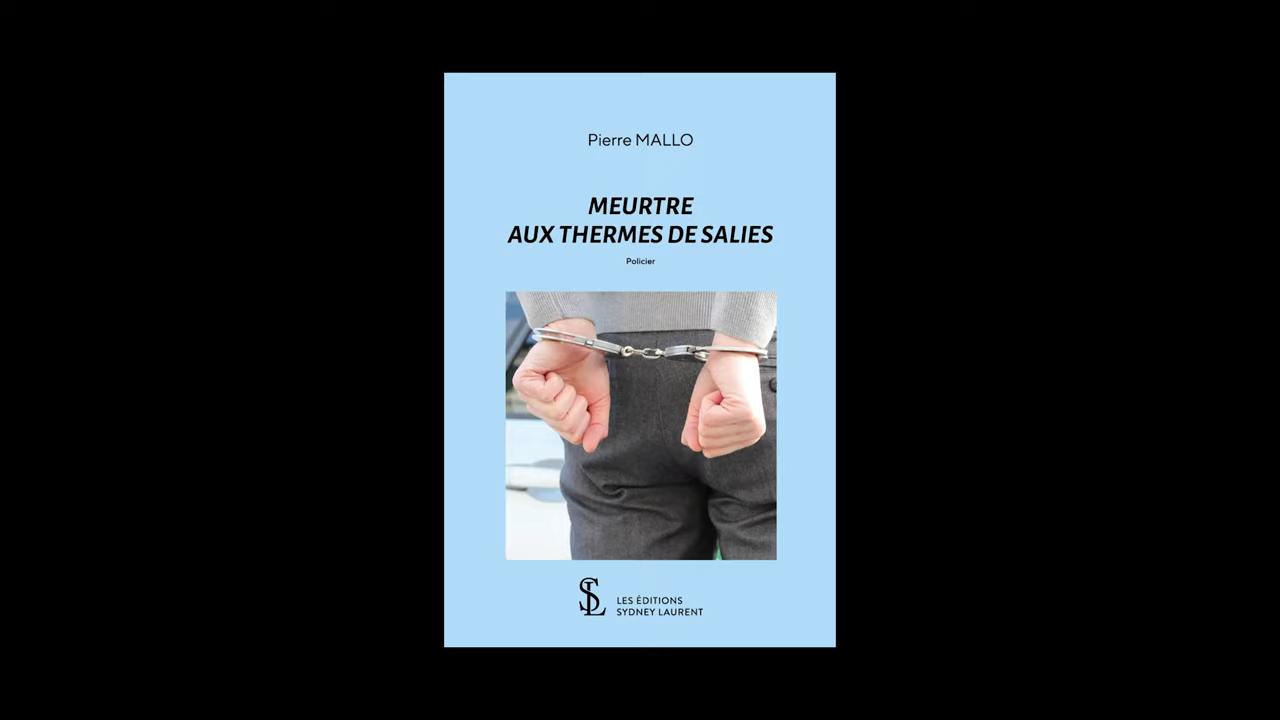 Pierre MALLO
MEURTRE
AUX THERMES DE SALIES
Policier
SL
LES ÉDITIONS
SYDNEY LAURENT